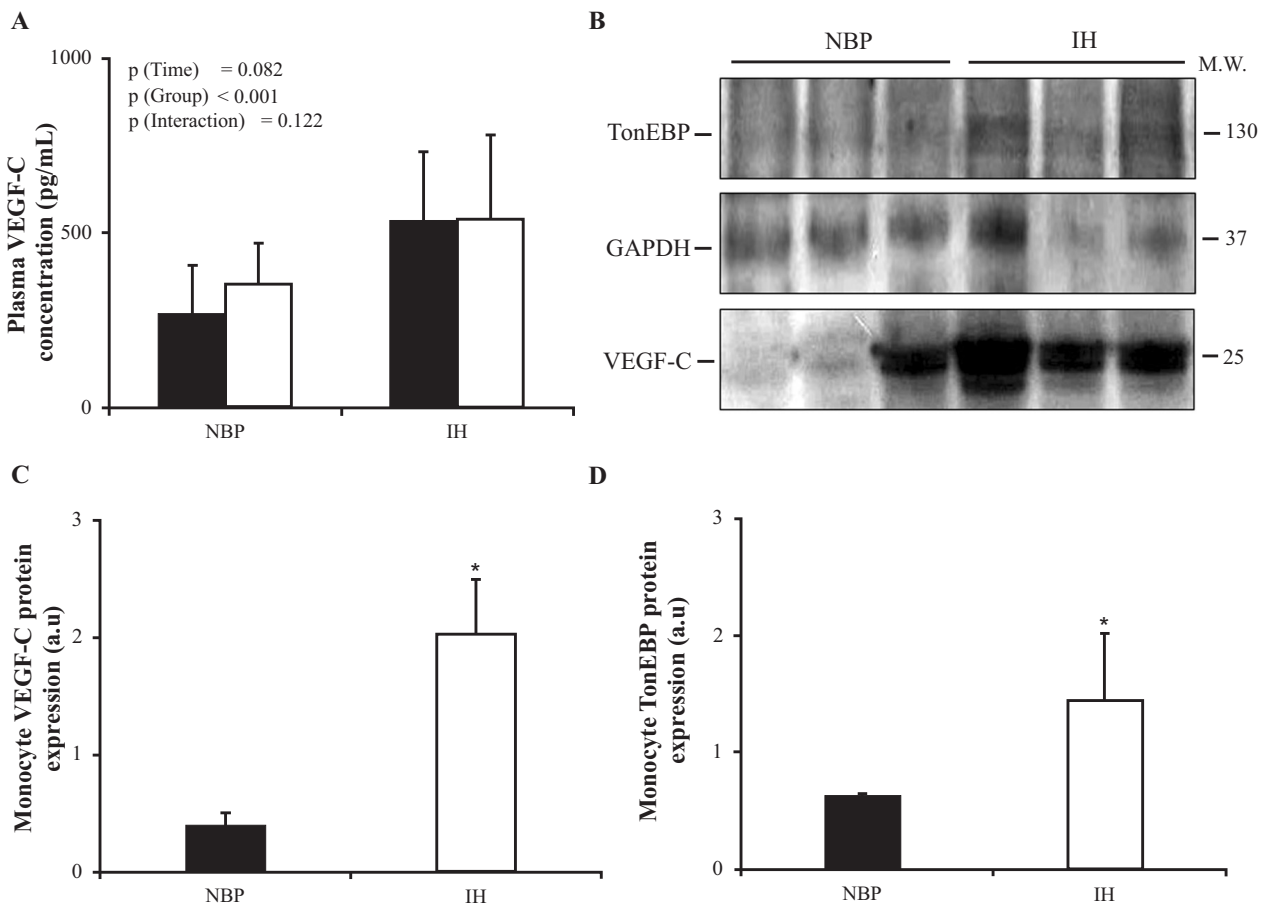 A
1000
p (Time) = 0.082
p (Group) < 0.001
p (Interaction) = 0.122
500
0
Plasma VEGF-C
concentration (pg/mL)
NBP
IH
B
NBP
IH
M.W.
TonEBP
130
GAPDH
37
VEGF-C
25
C
3
2
1
0
Monocyte VEGF-C protein
expression (a.u)
*
NBP
IH
D
3
2
1
0
Monocyte TonEBP protein
expression (a.u)
*
NBP
IH